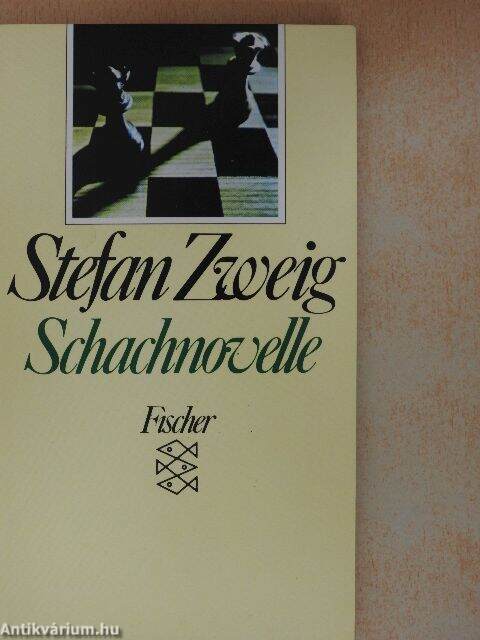 Stefan Zweig
Schachnovelle
Fischer
Antikvárium.hu